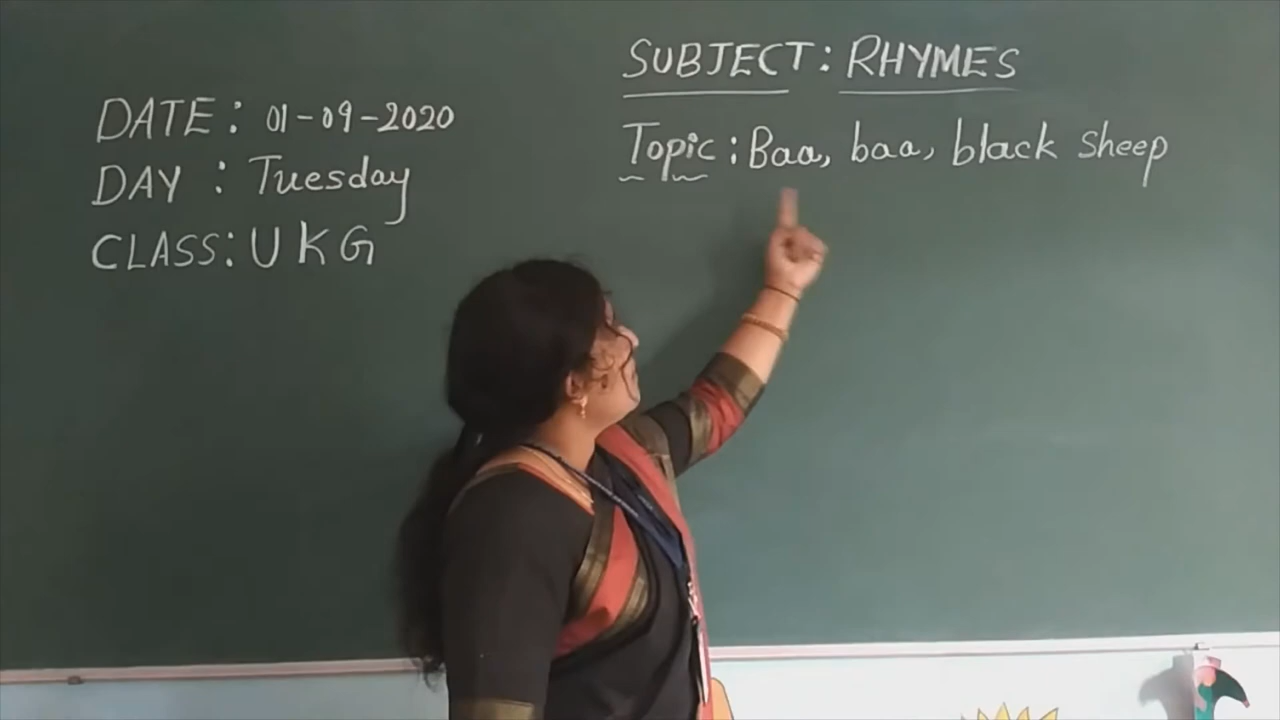 DATE : 01-09-2020
DAY : Tuesday
CLASS: UKG
SUBJECT : RHYMES
Topic : Baa, baa, black sheep